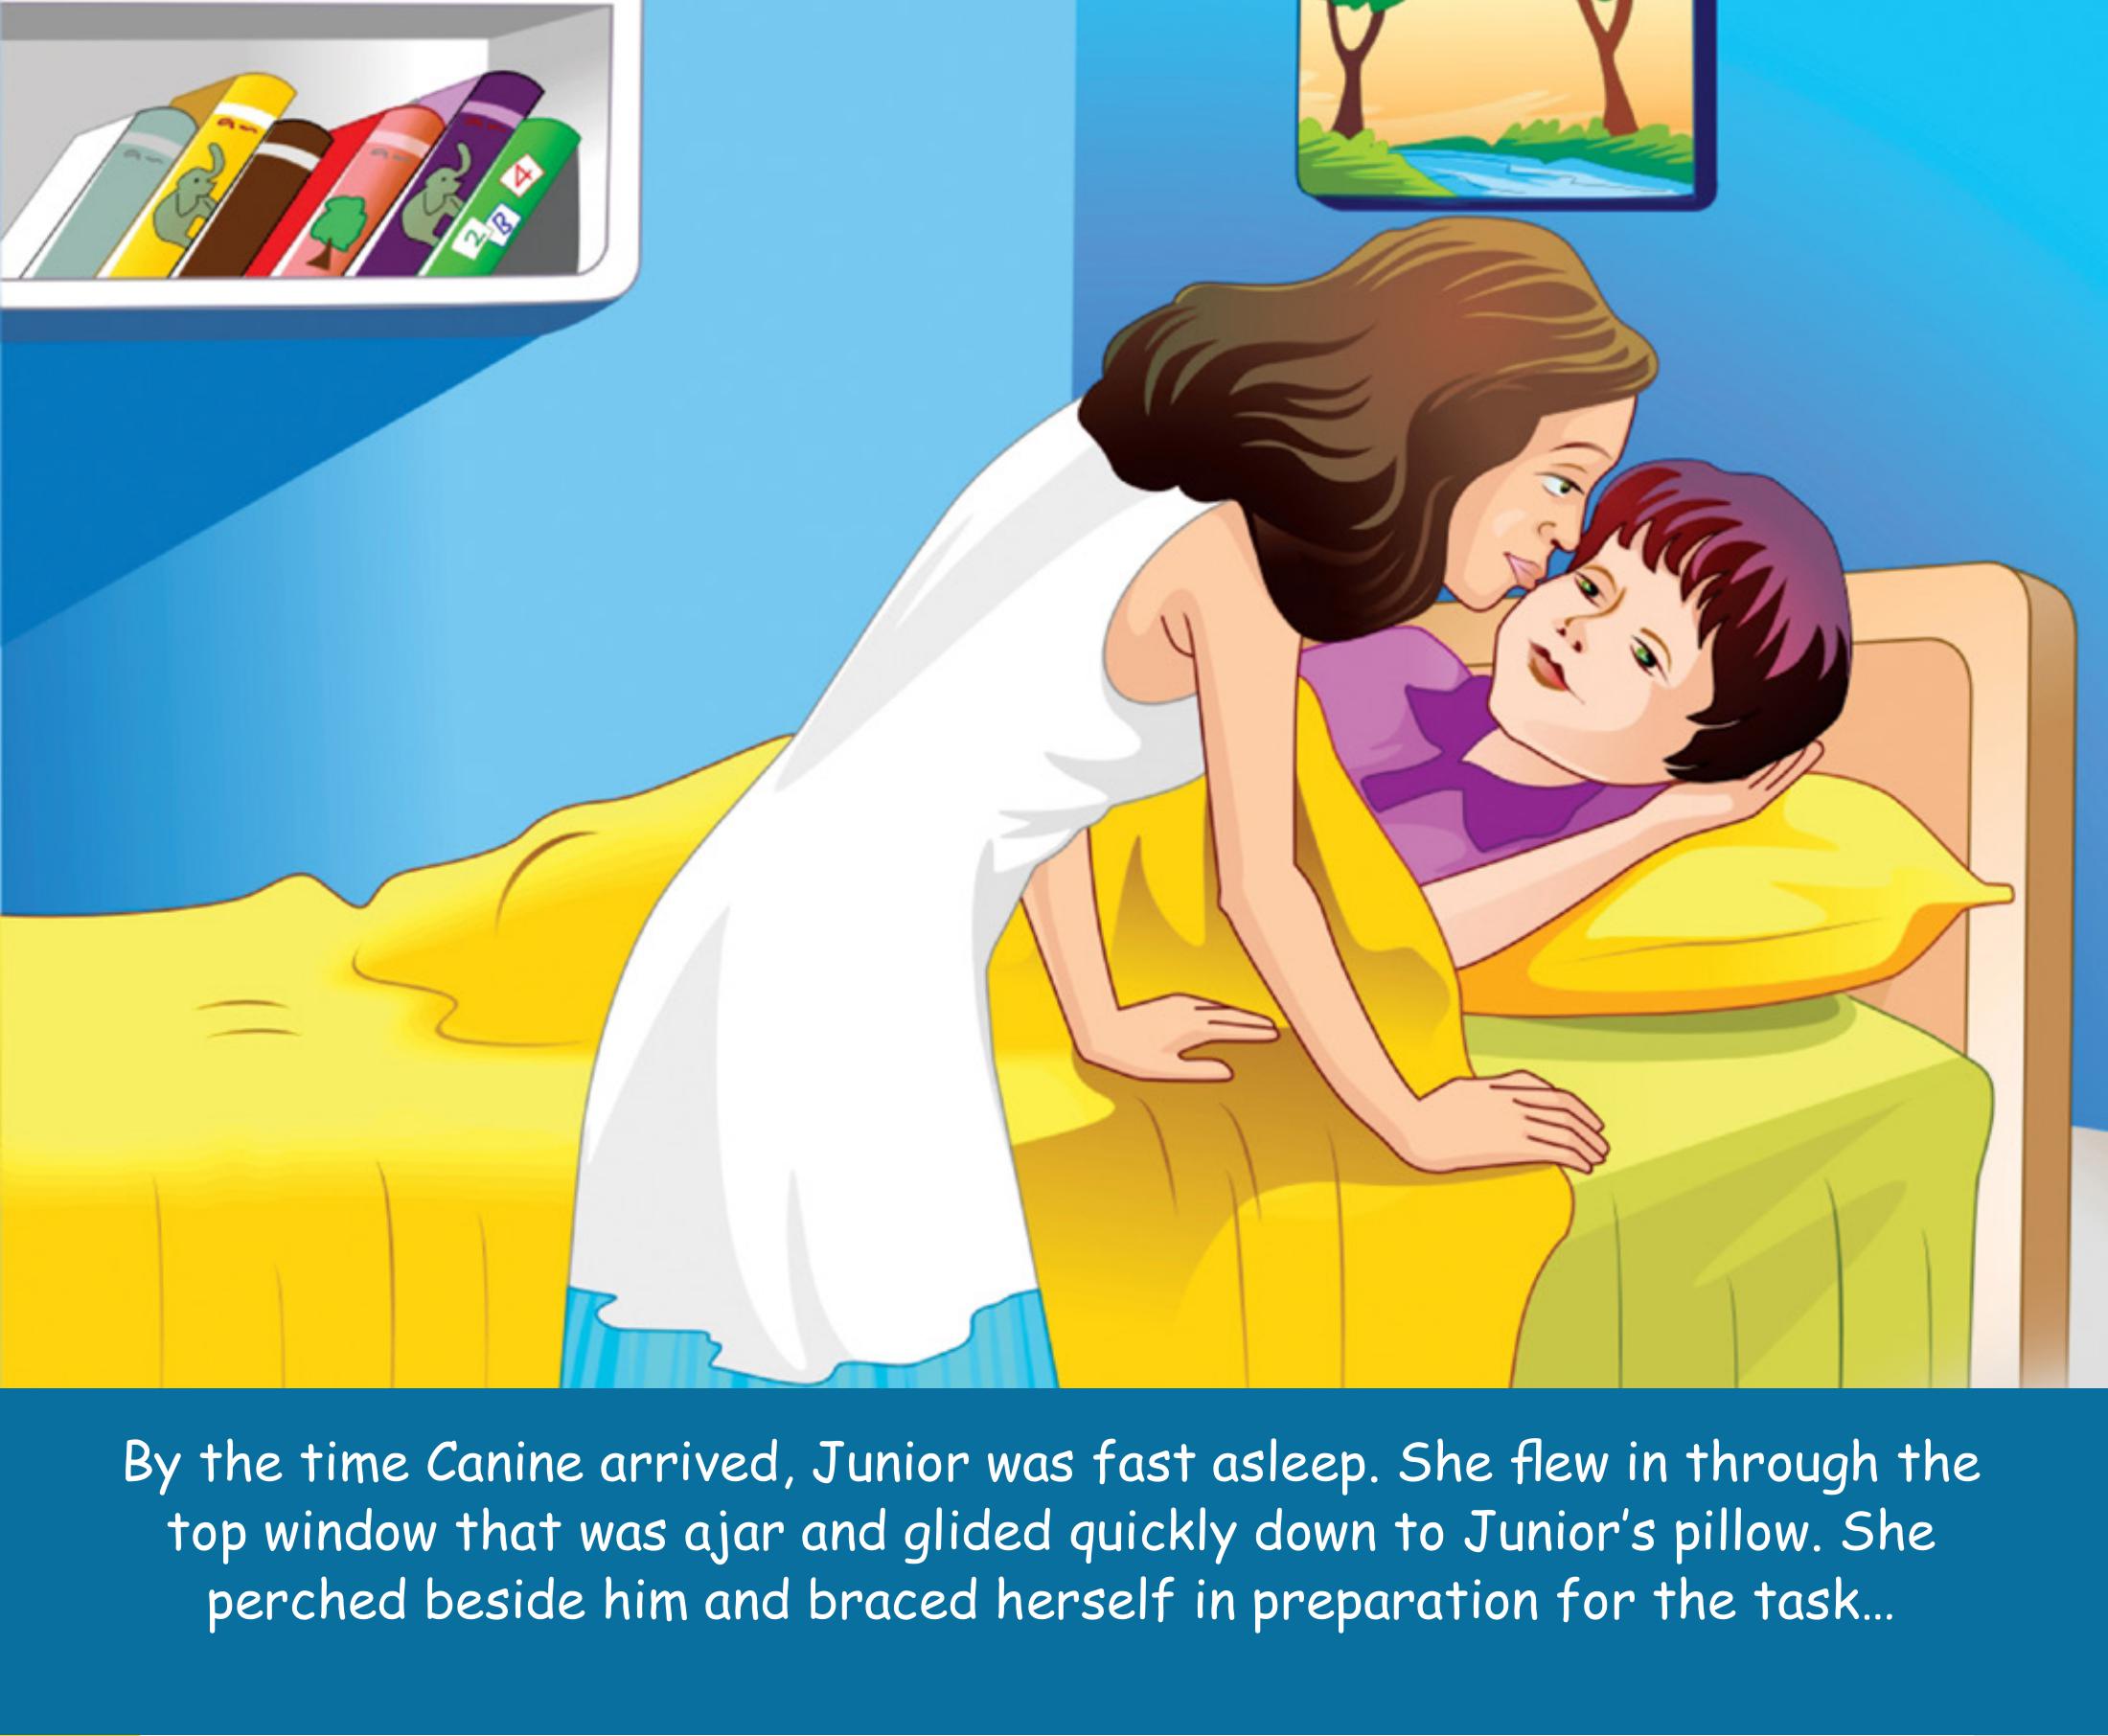 4
B
2
By the time Canine arrived, Junior was fast asleep. She flew in through the
top window that was ajar and glided quickly down to Junior’s pillow. She
perched beside him and braced herself in preparation for the task...